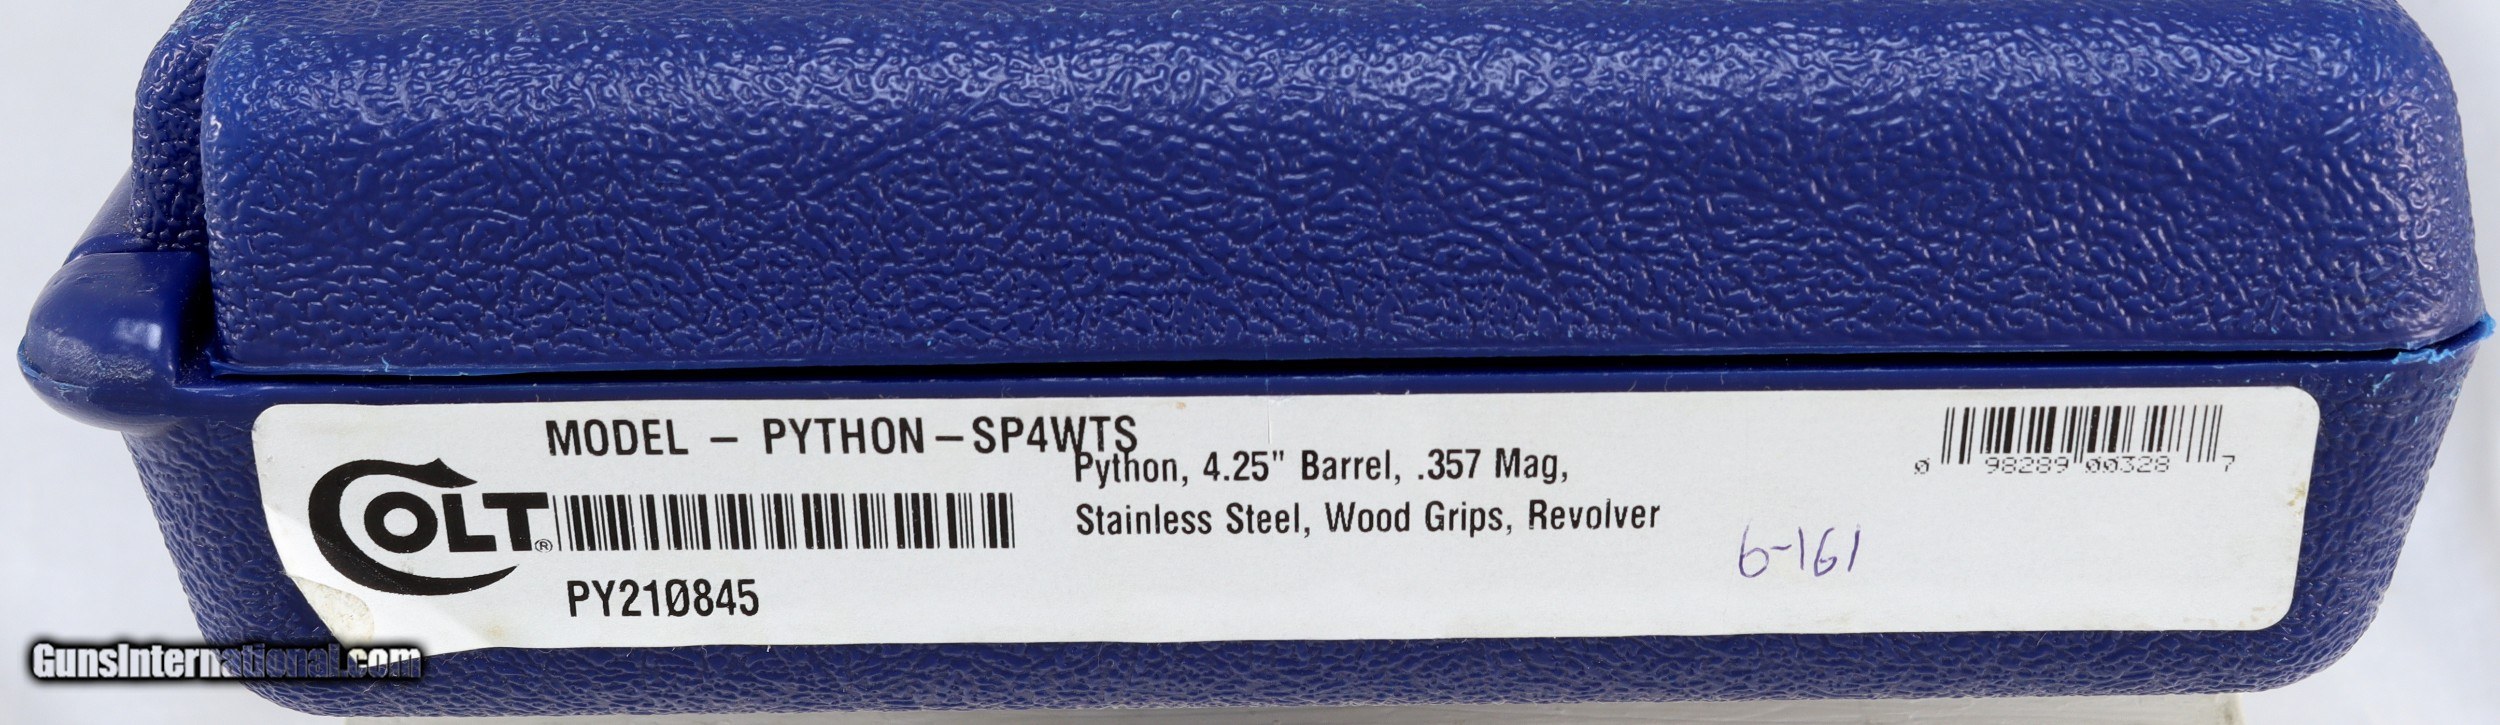 MODEL – PYTHON–SP4WTS
Python, 4.25" Barrel, .357 Mag,
Stainless Steel, Wood Grips, Revolver
COLT®
PY210845
0 98289 00328 7
6-161
GunsInternational.com